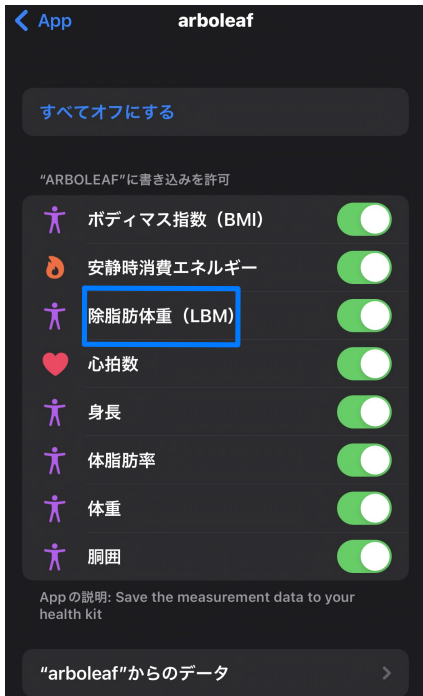 App
arboleaf
すべてオフにする
“ARBOLEAF”に書き込みを許可
ボディマス指数（BMI）
安静時消費エネルギー
除脂肪体重（LBM）
心拍数
身長
体脂肪率
体重
胴囲
Appの説明: Save the measurement data to your
health kit
“arboleaf”からのデータ